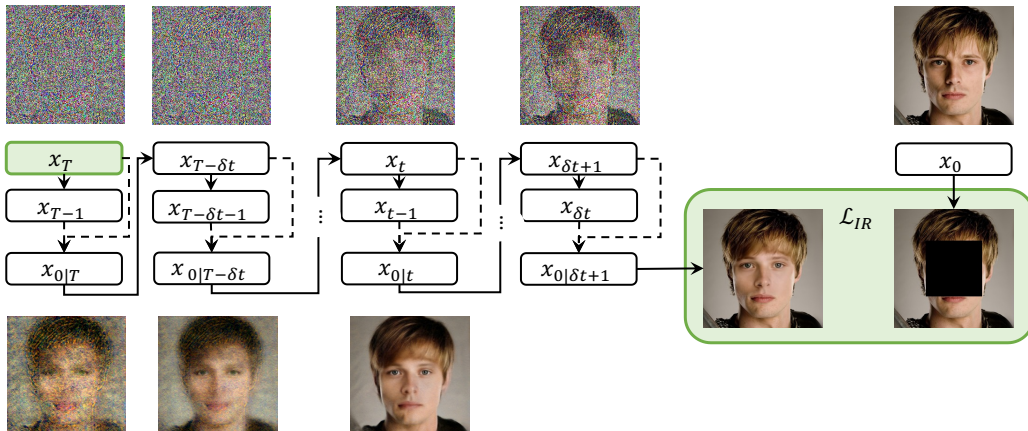 x_T
x_{T−δt}
x_t
x_{δt+1}
x_0
x_{T−1}
x_{T−δt−1}
...
x_{t−1}
...
x_{δt}
ℒ_{IR}
x_{0|T}
x_{0|T−δt}
x_{0|t}
x_{0|δt+1}